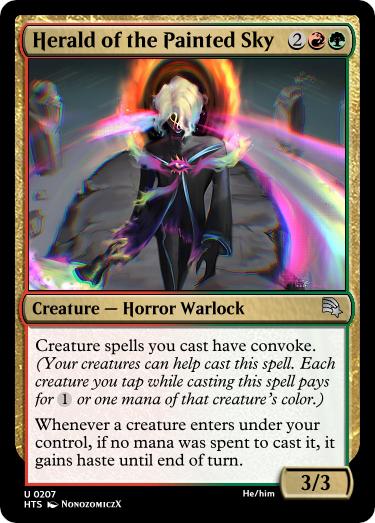 Herald of the Painted Sky 2
Creature — Horror Warlock
Creature spells you cast have convoke.
(Your creatures can help cast this spell. Each
creature you tap while casting this spell pays
for 1 or one mana of that creature's color.)
Whenever a creature enters under your
control, if no mana was spent to cast it, it
gains haste until end of turn.
3/3
U 0207
HTS NonozomiczX
He/him